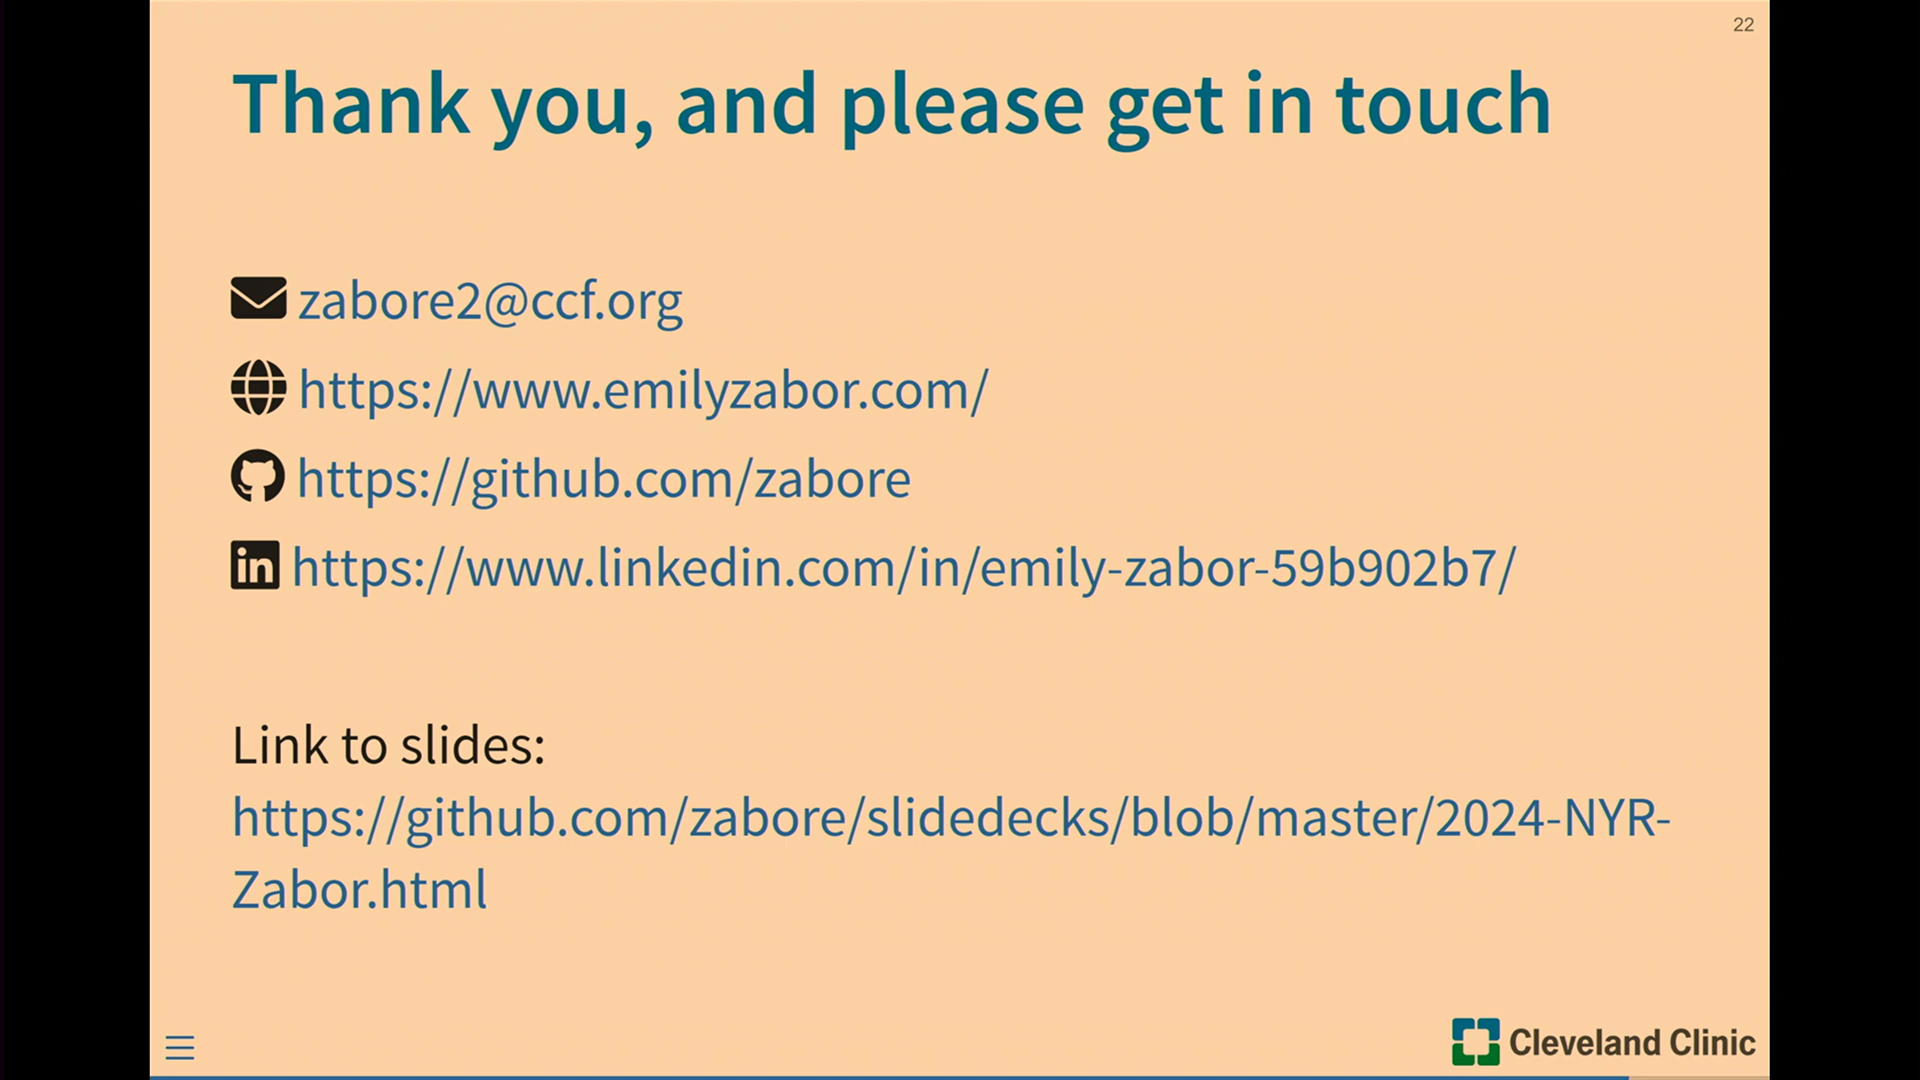 22
Thank you, and please get in touch
zabore2@ccf.org
https://www.emilyzabor.com/
https://github.com/zabore
in https://www.linkedin.com/in/emily-zabor-59b902b7/
Link to slides:
https://github.com/zabore/slidedecks/blob/master/2024-NYR-
Zabor.html
Cleveland Clinic